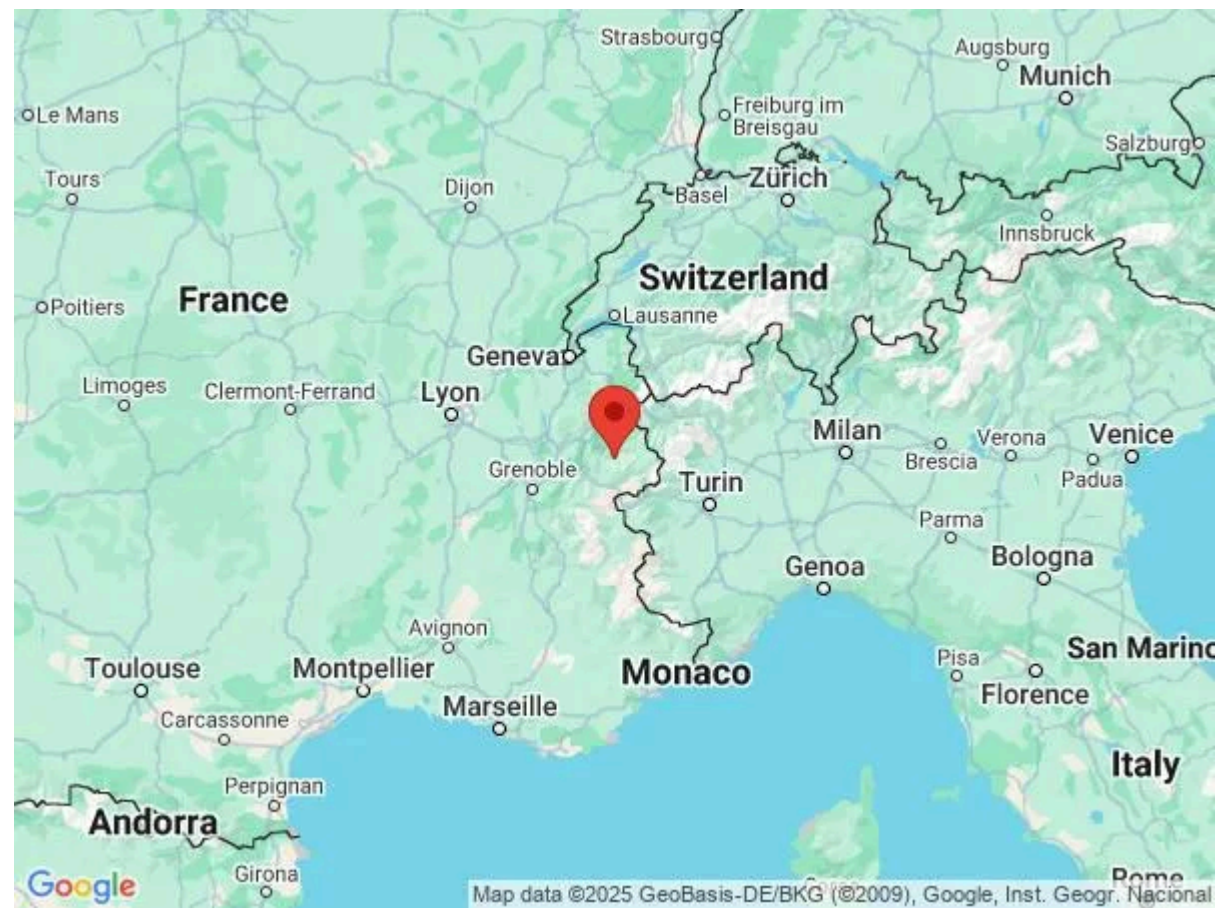 Strasbourg
Augsburg
Munich
Le Mans
Freiburg im
Breisgau
Salzburg
Tours
Dijon
Basel
Zürich
Innsbruck
Switzerland
France
Poitiers
Lausanne
Geneva
Limoges
Clermont-Ferrand
Lyon
Milan
Verona
Venice
Brescia
Padua
Grenoble
Turin
Parma
Genoa
Bologna
Avignon
San Marino
Toulouse
Montpellier
Monaco
Pisa
Florence
Marseille
Carcassonne
Italy
Perpignan
Andorra
Girona
Rome
Google
Map data ©2025 GeoBasis-DE/BKG (©2009), Google, Inst. Geogr. Nacional